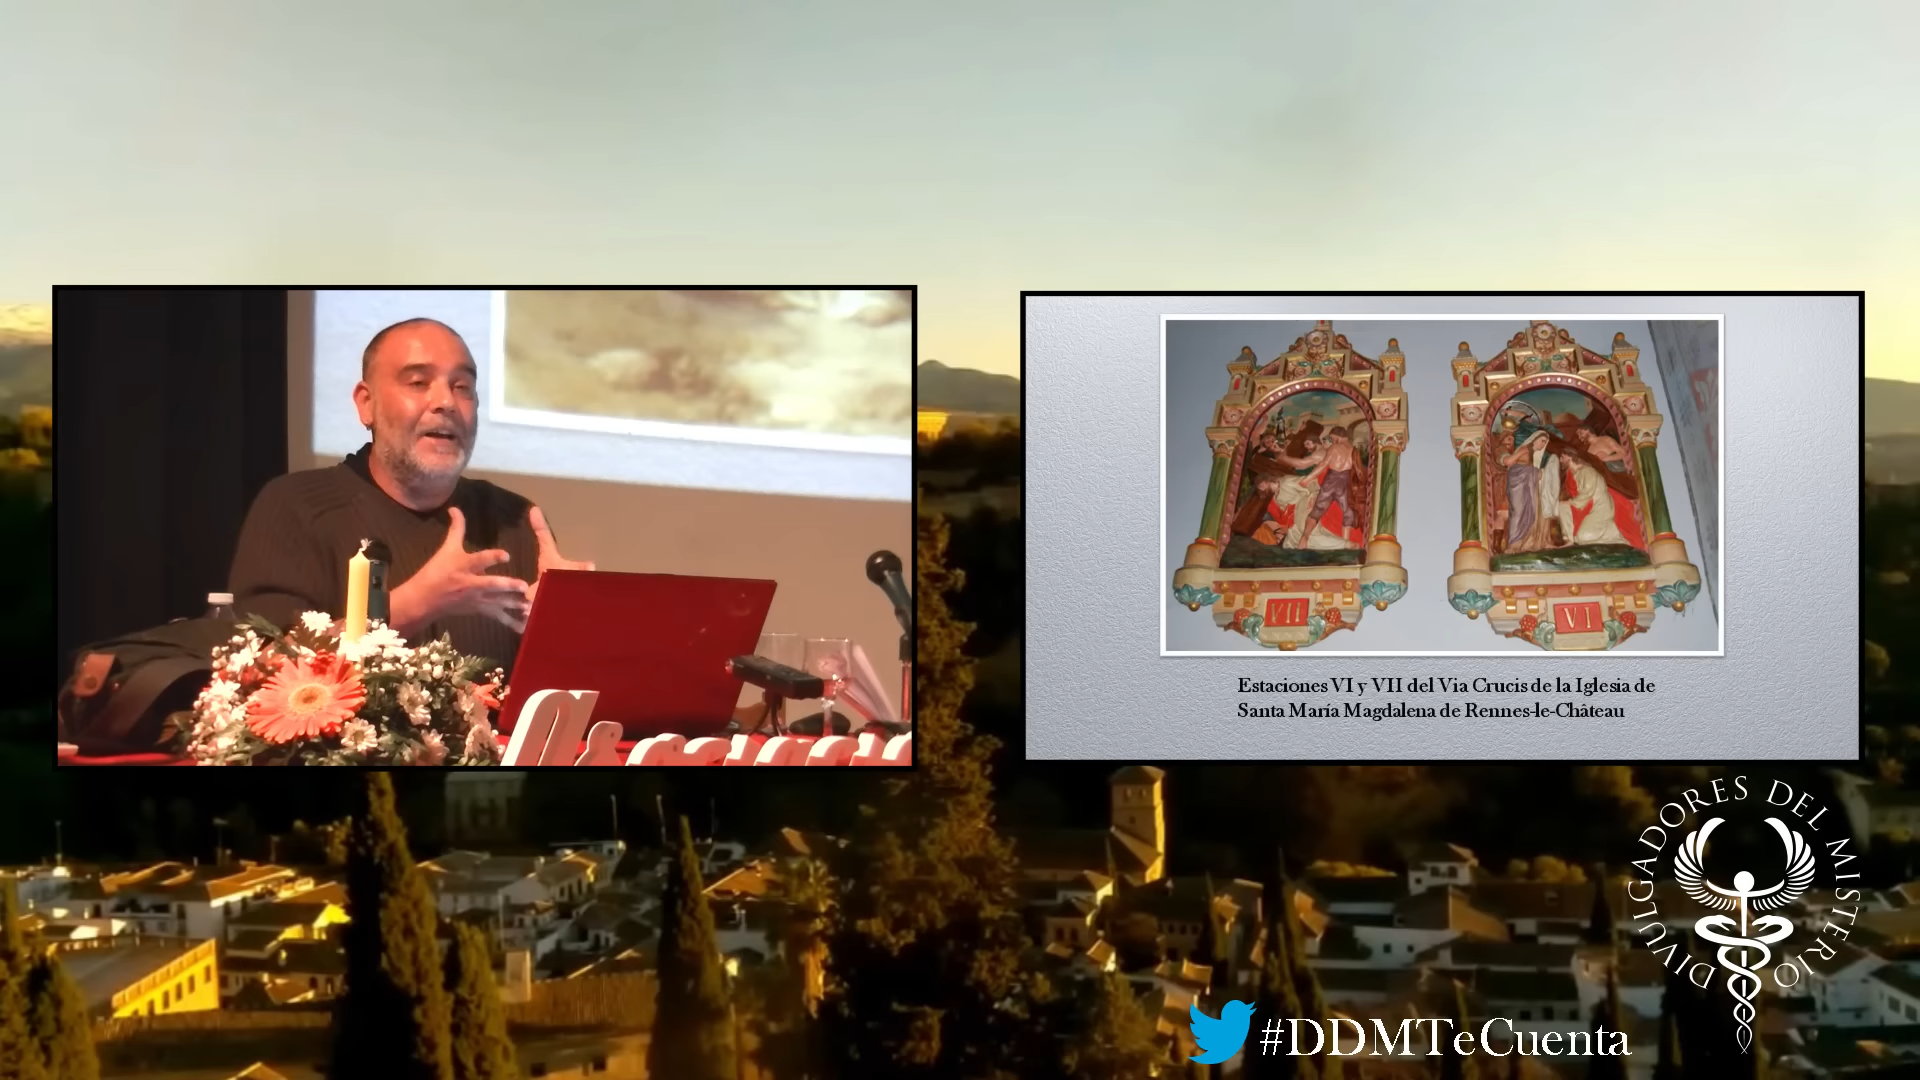 VII
VI
Estaciones VI y VII del Via Crucis de la Iglesia de
Santa María Magdalena de Rennes-le-Château
DIVULGADORES DEL MISTERIO
#DDMTeCuenta